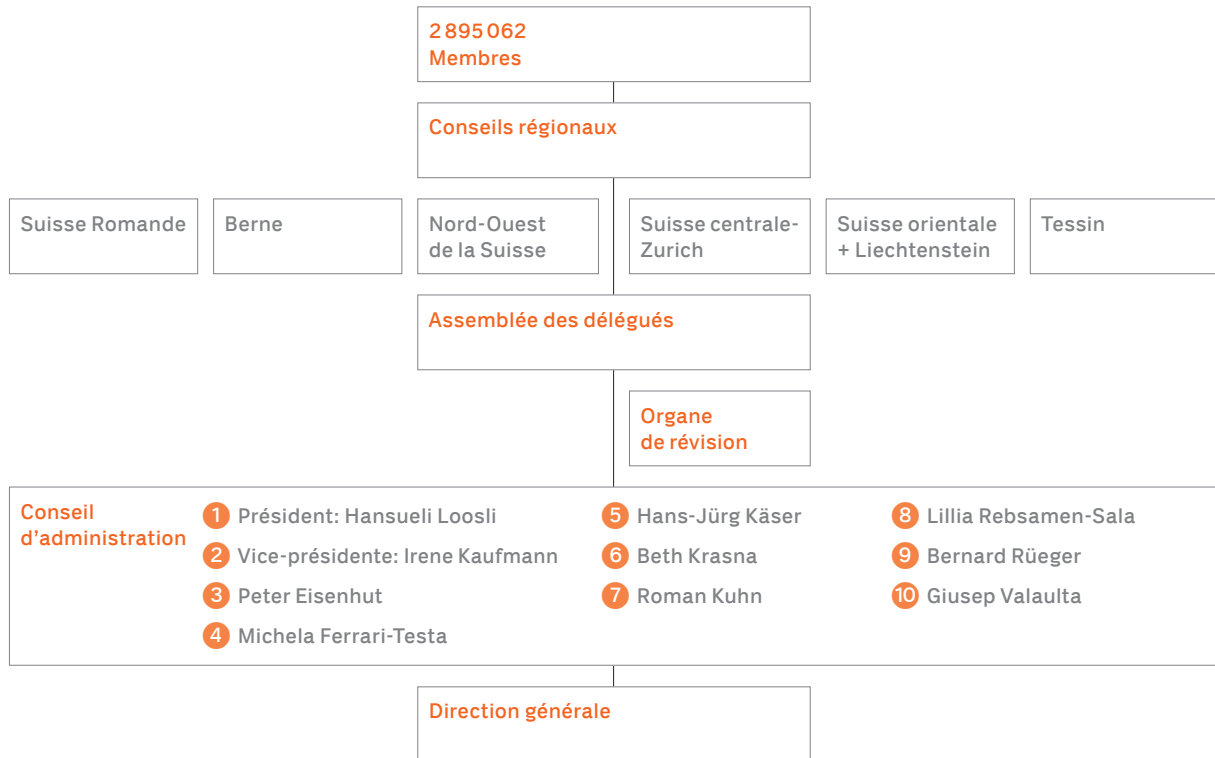 2 895 062
Membres
Conseils régionaux
Suisse Romande
Berne
Nord-Ouest
de la Suisse
Suisse centrale-
Zurich
Suisse orientale
+ Liechtenstein
Tessin
Assemblée des délégués
Organe
de révision
Conseil
d’administration
1 Président: Hansueli Loosli
2 Vice-présidente: Irene Kaufmann
3 Peter Eisenhut
4 Michela Ferrari-Testa
5 Hans-Jürg Käser
6 Beth Krasna
7 Roman Kuhn
8 Lillia Rebsamen-Sala
9 Bernard Rüeger
10 Giusep Valaulta
Direction générale